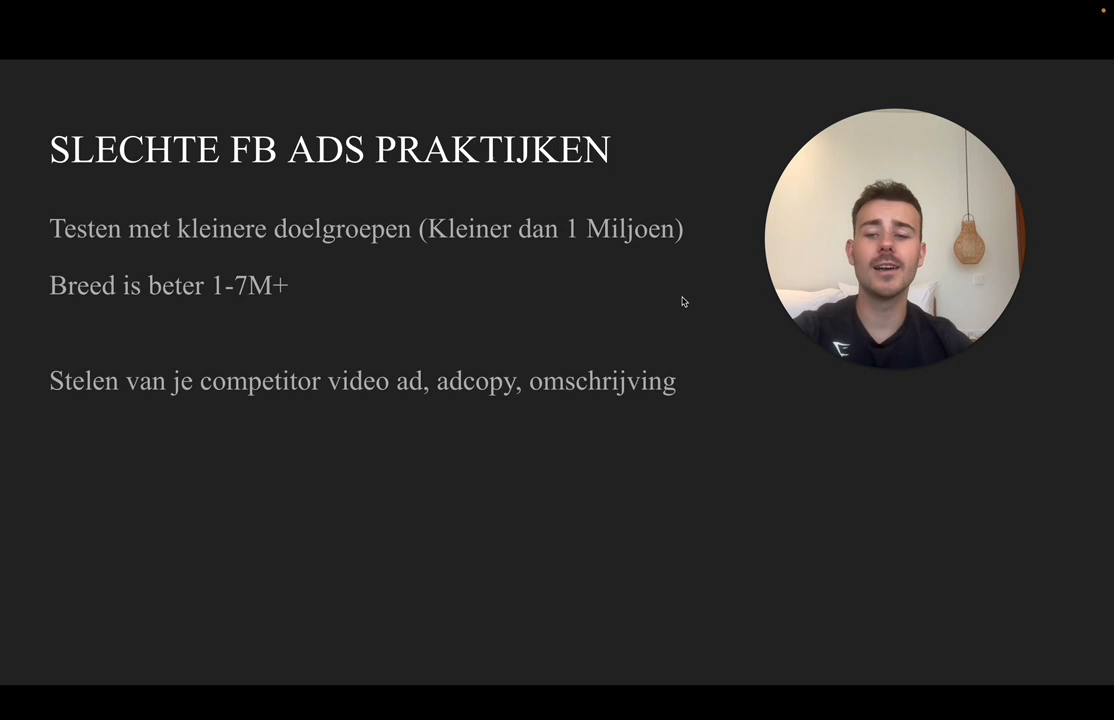 SLECHTE FB ADS PRAKTIJKEN
Testen met kleinere doelgroepen (Kleiner dan 1 Miljoen)
Breed is beter 1-7M+
Stelen van je competitor video ad, adcopy, omschrijving